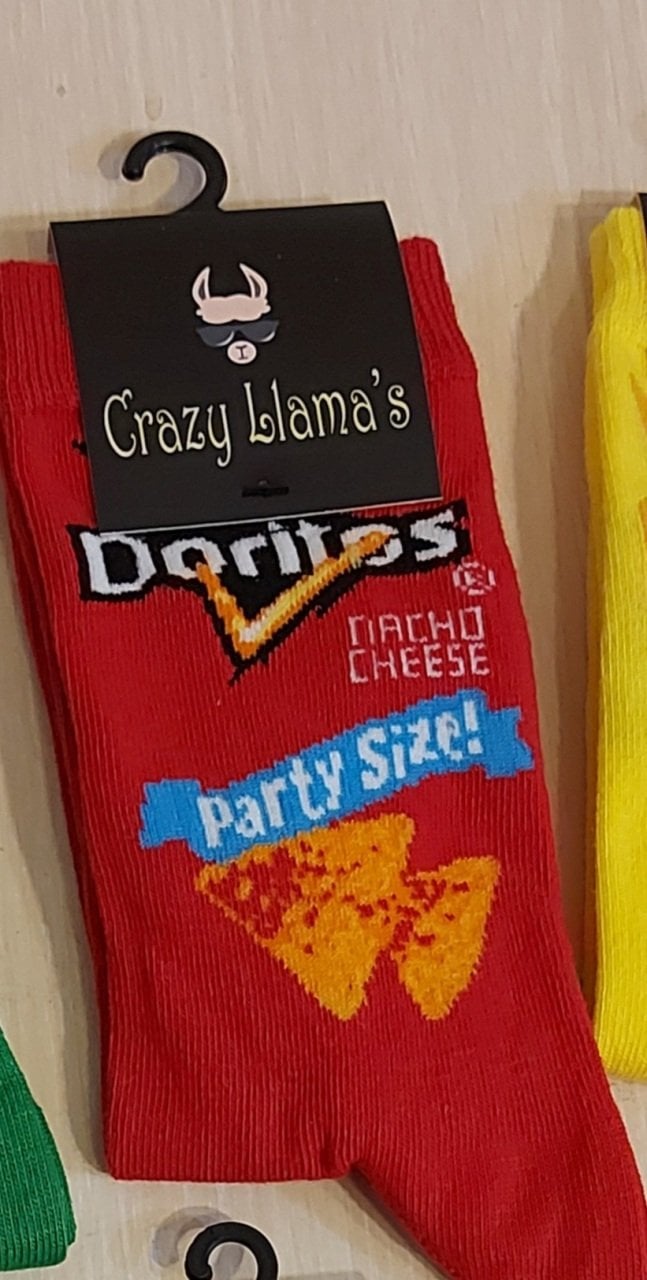 Crazy Llama's
Doritos
NACHO
CHEESE
Party Size!